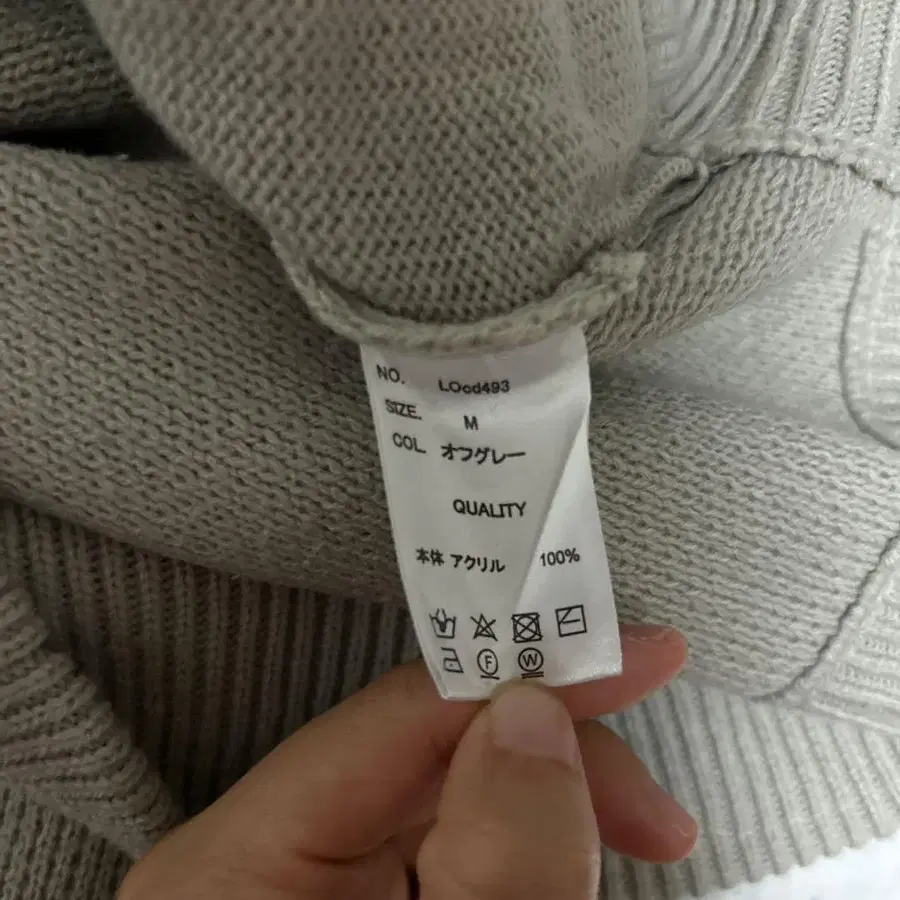 NO. LOcd493
SIZE. M
COL. オフグレー
QUALITY
本体 アクリル 100%
F W